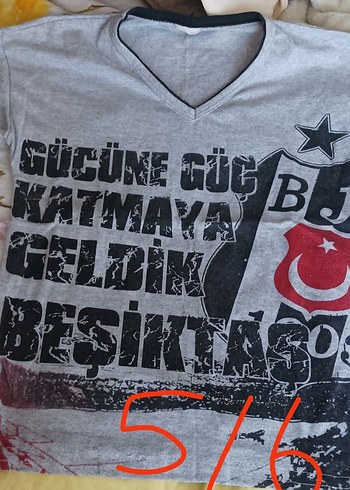 GÜCÜNE GÜÇ
KATMAYA
GELDİK
BEŞİKTAŞ
B J
5/6